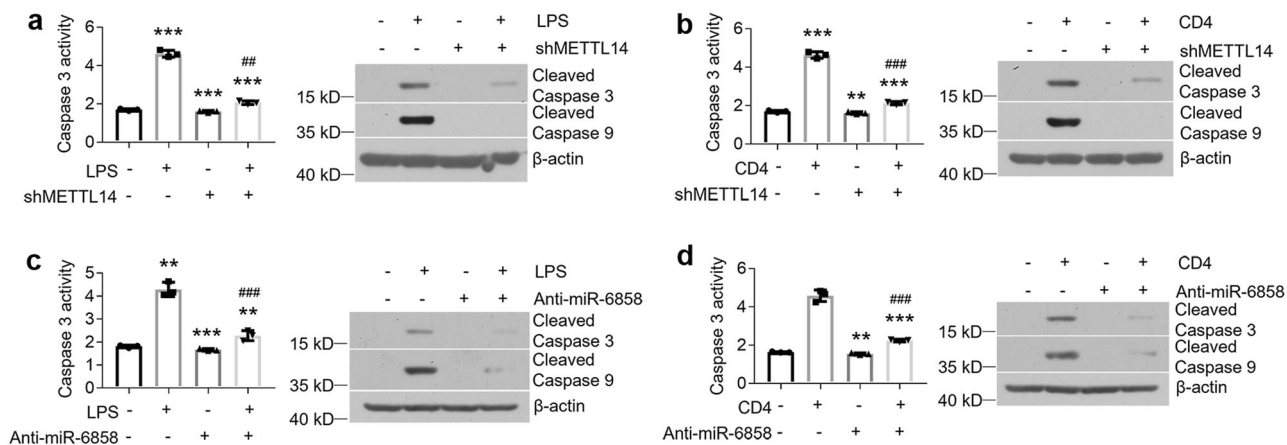 a
Caspase 3 activity
6
4
2
0
***
***
##
***
LPS - + - +
shMETTL14 - - + +
- + - + LPS
- - + + shMETTL14
Cleaved
Caspase 3
15 kD
Cleaved
Caspase 9
35 kD
β-actin
40 kD
b
Caspase 3 activity
6
4
2
0
***
**
###
***
CD4 - + - +
shMETTL14 - - + +
- + - + CD4
- - + + shMETTL14
Cleaved
Caspase 3
15 kD
Cleaved
Caspase 9
35 kD
β-actin
40 kD
c
Caspase 3 activity
5
4
3
2
1
0
**
***
###
**
LPS - + - +
Anti-miR-6858 - - + +
- + - + LPS
- - + + Anti-miR-6858
Cleaved
Caspase 3
15 kD
Cleaved
Caspase 9
35 kD
β-actin
40 kD
d
Caspase 3 activity
6
4
2
0
**
###
***
CD4 - + - +
Anti-miR-6858 - - + +
- + - + CD4
- - + + Anti-miR-6858
Cleaved
Caspase 3
15 kD
Cleaved
Caspase 9
35 kD
β-actin
40 kD